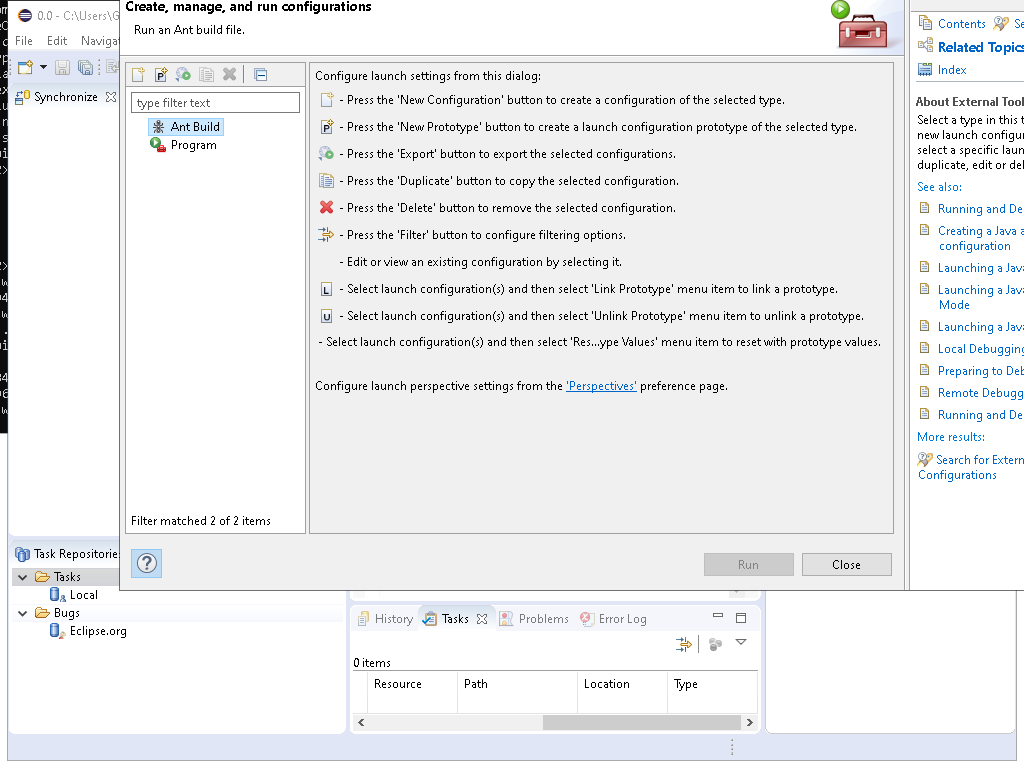 0.0 - C:\Users\G
File Edit Navigat
Synchronize
Create, manage, and run configurations
Run an Ant build file.
type filter text
Ant Build
Program
Filter matched 2 of 2 items
Configure launch settings from this dialog:
- Press the 'New Configuration' button to create a configuration of the selected type.
- Press the 'New Prototype' button to create a launch configuration prototype of the selected type.
- Press the 'Export' button to export the selected configurations.
- Press the 'Duplicate' button to copy the selected configuration.
- Press the 'Delete' button to remove the selected configuration.
- Press the 'Filter' button to configure filtering options.
- Edit or view an existing configuration by selecting it.
L - Select launch configuration(s) and then select 'Link Prototype' menu item to link a prototype.
U - Select launch configuration(s) and then select 'Unlink Prototype' menu item to unlink a prototype.
- Select launch configuration(s) and then select 'Res...ype Values' menu item to reset with prototype values.
Configure launch perspective settings from the 'Perspectives' preference page.
Run Close
Contents Se
Related Topics
Index
About External Tool
Select a type in this t
new launch configur
select a specific laun
duplicate, edit or del
See also:
Running and De
Creating a Java a
configuration
Launching a Java
Launching a Java
Mode
Launching a Java
Local Debugging
Preparing to Deb
Remote Debugg
Running and De
More results:
Search for Extern
Configurations
Task Repositorie
Tasks
Local
Bugs
Eclipse.org
History Tasks Problems Error Log
0 items
Resource Path Location Type